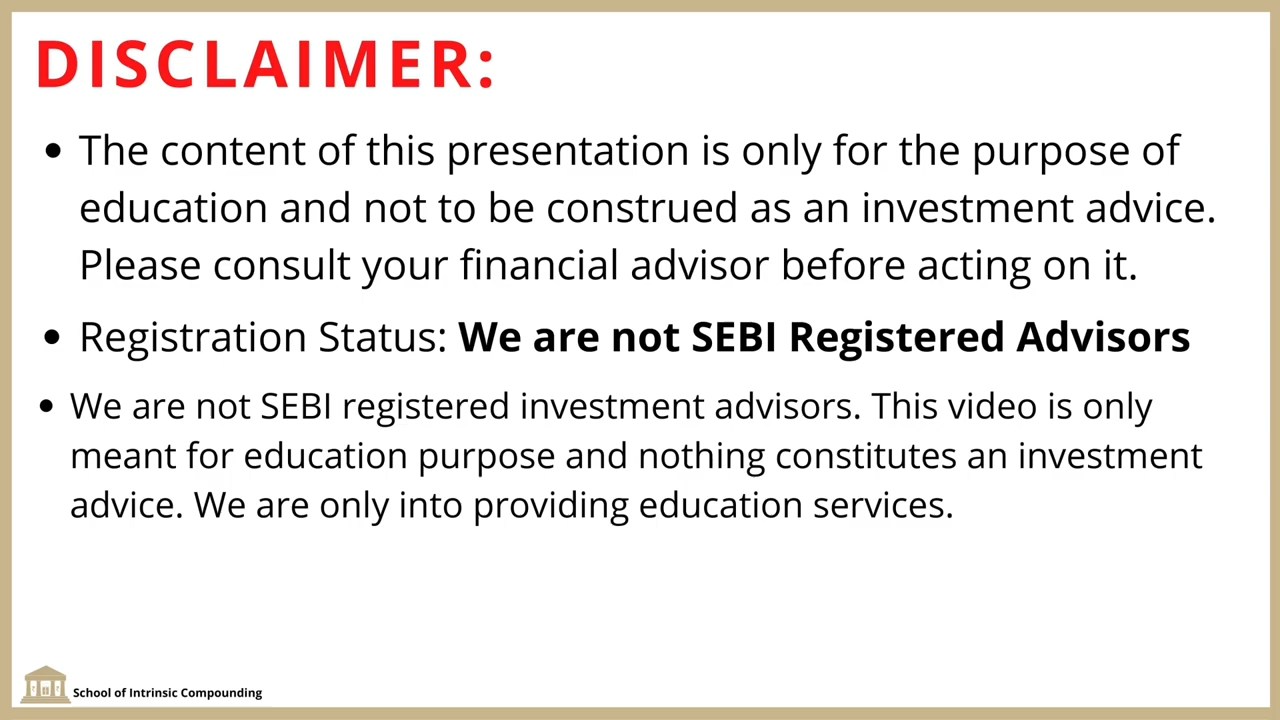 DISCLAIMER:
• The content of this presentation is only for the purpose of
education and not to be construed as an investment advice.
Please consult your financial advisor before acting on it.
• Registration Status: We are not SEBI Registered Advisors
• We are not SEBI registered investment advisors. This video is only
meant for education purpose and nothing constitutes an investment
advice. We are only into providing education services.
School of Intrinsic Compounding